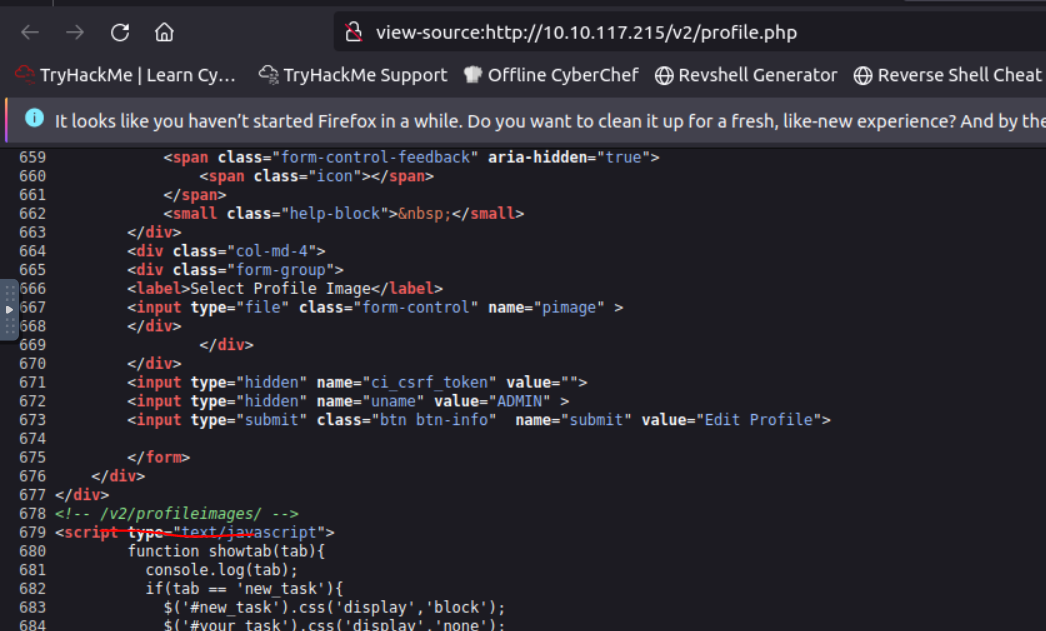 view-source:http://10.10.117.215/v2/profile.php
TryHackMe | Learn Cy... TryHackMe Support Offline CyberChef Revshell Generator Reverse Shell Cheat
It looks like you haven't started Firefox in a while. Do you want to clean it up for a fresh, like-new experience? And by the
659 <span class="form-control-feedback" aria-hidden="true">
660 <span class="icon"></span>
661 </span>
662 <small class="help-block">&nbsp;</small>
663 </div>
664 <div class="col-md-4">
665 <div class="form-group">
666 <label>Select Profile Image</label>
667 <input type="file" class="form-control" name="pimage" >
668 </div>
669 </div>
670 </div>
671 <input type="hidden" name="ci_csrf_token" value="">
672 <input type="hidden" name="uname" value="ADMIN" >
673 <input type="submit" class="btn btn-info"  name="submit" value="Edit Profile">
674
675 </form>
676 </div>
677 </div>
678 <!-- /v2/profileimages/ -->
679 <script type="text/javascript">
680 function showtab(tab){
681 console.log(tab);
682 if(tab == 'new_task'){
683 $('#new_task').css('display','block');
684 $('#your_task').css('display','none');